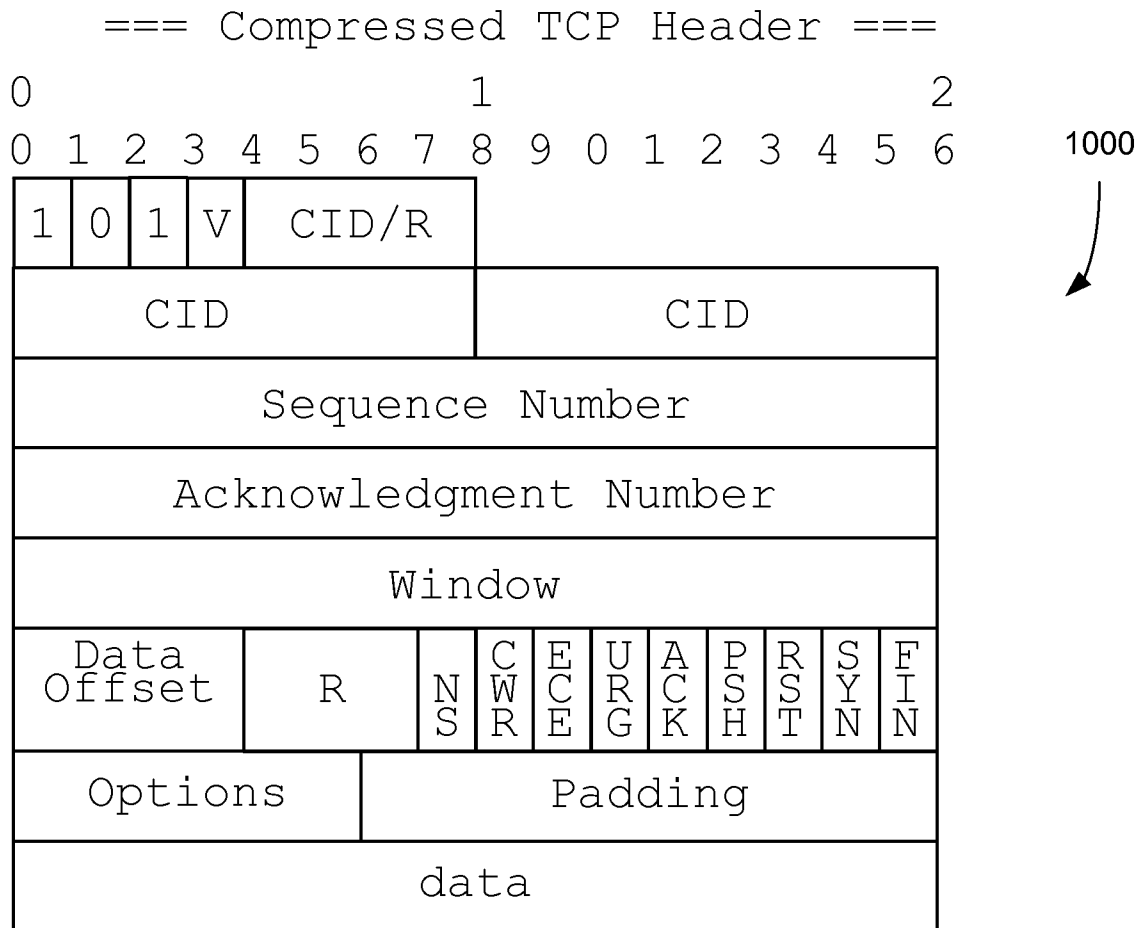 === Compressed TCP Header ===
0 1 2
0 1 2 3 4 5 6 7 8 9 0 1 2 3 4 5 6
1000
1 0 1 V CID/R
CID CID
Sequence Number
Acknowledgment Number
Window
Data Offset R NS CWR ECE URG ACK PSH RST SYN FIN
Options Padding
data